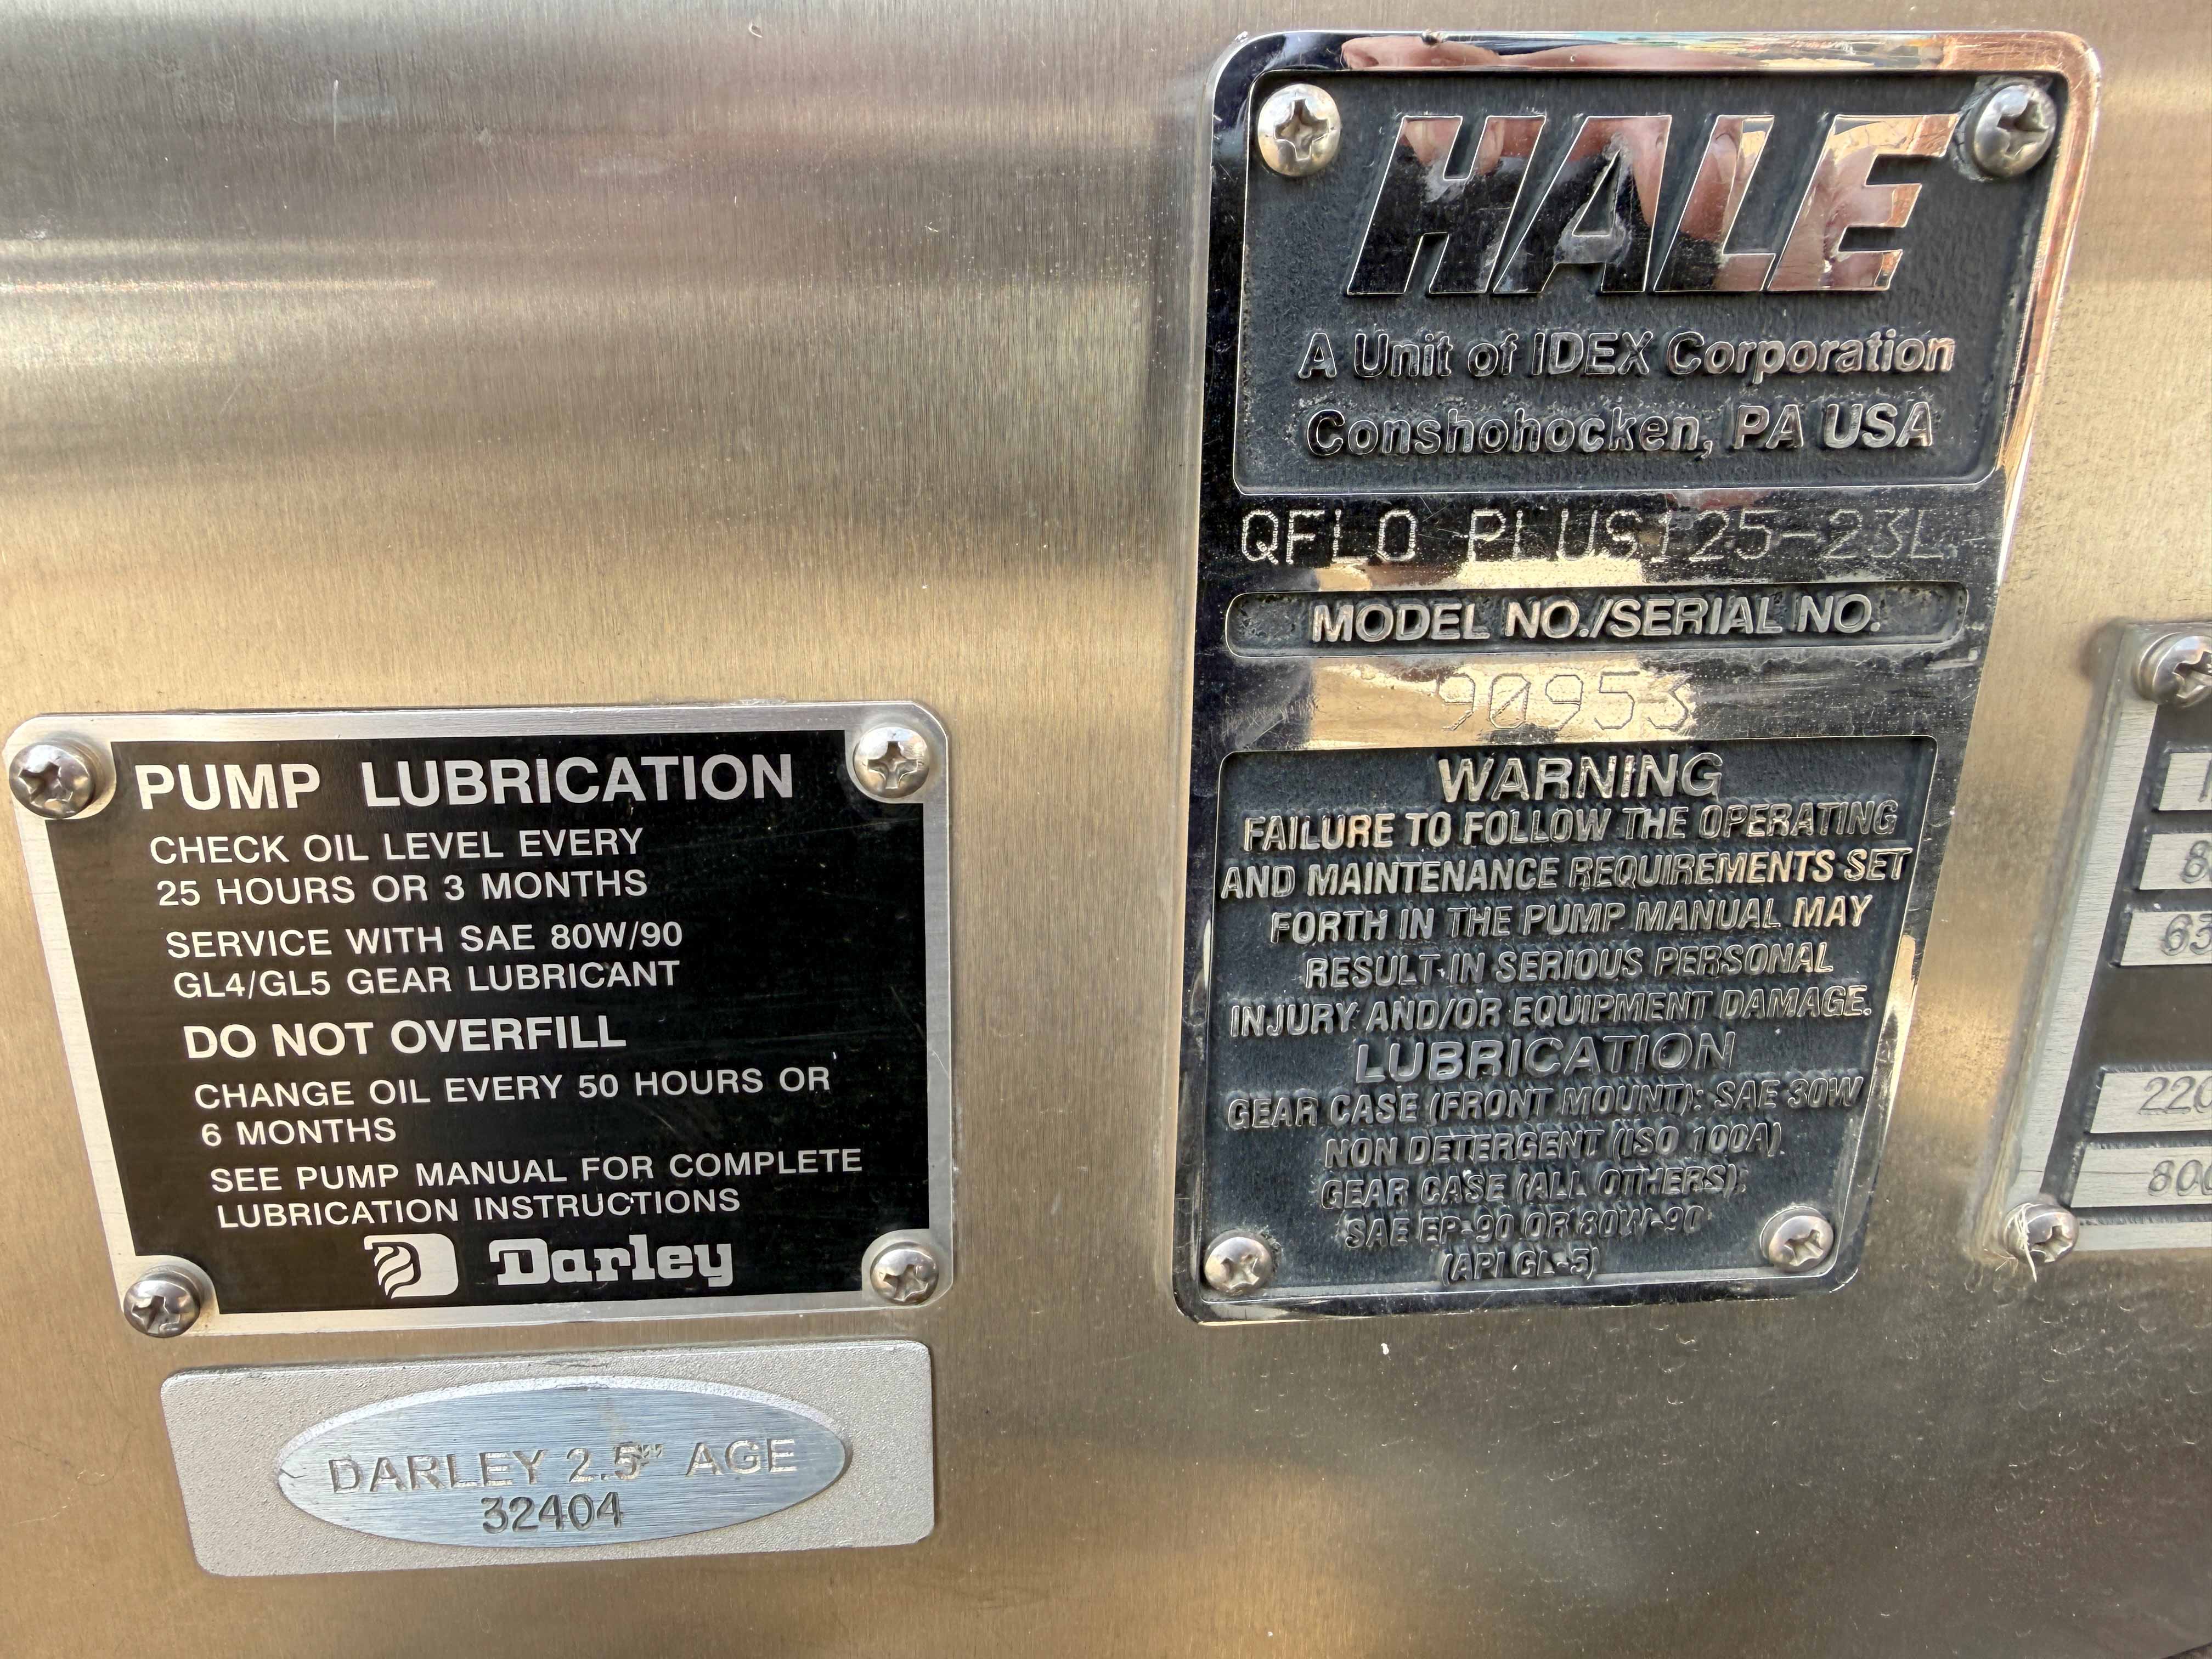 PUMP LUBRICATION
CHECK OIL LEVEL EVERY
25 HOURS OR 3 MONTHS
SERVICE WITH SAE 80W/90
GL4/GL5 GEAR LUBRICANT
DO NOT OVERFILL
CHANGE OIL EVERY 50 HOURS OR
6 MONTHS
SEE PUMP MANUAL FOR COMPLETE
LUBRICATION INSTRUCTIONS
Darley
DARLEY 2.5" AGE
32404
HALE
A Unit of IDEX Corporation
Conshohocken, PA USA
QFLO PLUS125-23L
MODEL NO./SERIAL NO.
90953
WARNING
FAILURE TO FOLLOW THE OPERATING
AND MAINTENANCE REQUIREMENTS SET
FORTH IN THE PUMP MANUAL MAY
RESULT IN SERIOUS PERSONAL
INJURY AND/OR EQUIPMENT DAMAGE.
LUBRICATION
GEAR CASE (FRONT MOUNT): SAE 30W
NON DETERGENT (ISO 100A)
GEAR CASE (ALL OTHERS):
SAE EP-90 OR 80W-90
(API GL-5)